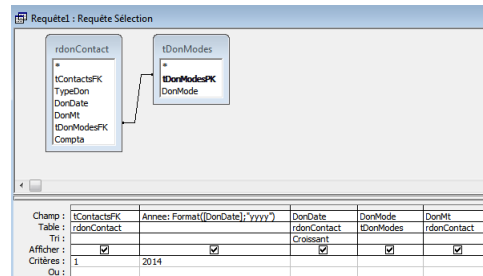 Requête1 : Requête Sélection
rdonContact
*
tContactsFK
TypeDon
DonDate
DonMt
tDonModesFK
Compta
tDonModes
*
tDonModesPK
DonMode
Champ : tContactsFK Annee: Format([DonDate];"yyyy") DonDate DonMode DonMt
Table : rdonContact rdonContact tDonModes rdonContact
Tri : Croissant
Afficher :
Critères : 1 2014
Ou :